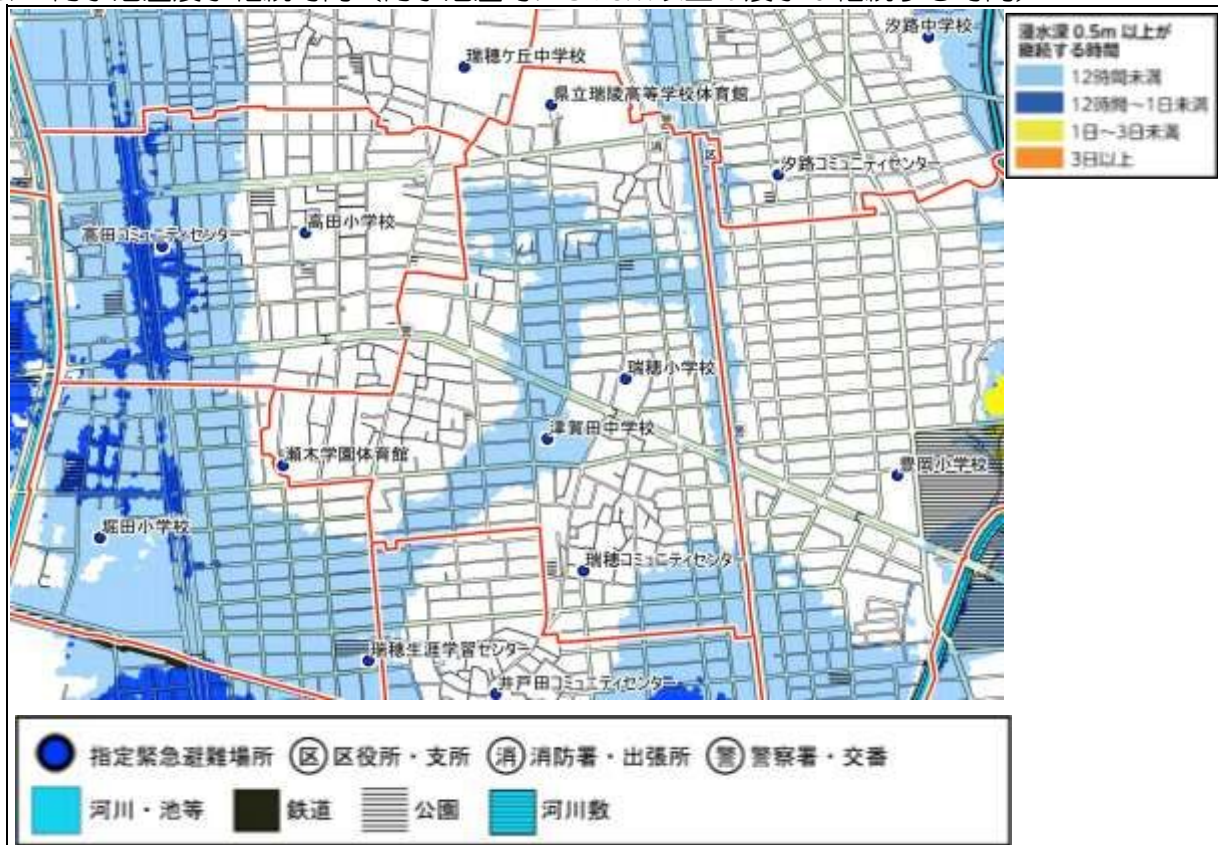 汐路中学校
瑞穂ケ丘中学校
県立瑞陵高等学校体育館
警
消
区
汐路コミュニティセンター
高田小学校
高田コミュニティセンター
警
瑞穂小学校
津賀田中学校
警
瀬木学園体育館
豊岡小学校
堀田小学校
瑞穂コミュニティセンター
瑞穂生涯学習センター
井戸田コミュニティセンター
浸水深0.5m以上が
継続する時間
12時間未満
12時間～1日未満
1日～3日未満
3日以上
指定緊急避難場所 区 区役所・支所 消 消防署・出張所 警 警察署・交番
河川・池等 鉄道 公園 河川敷